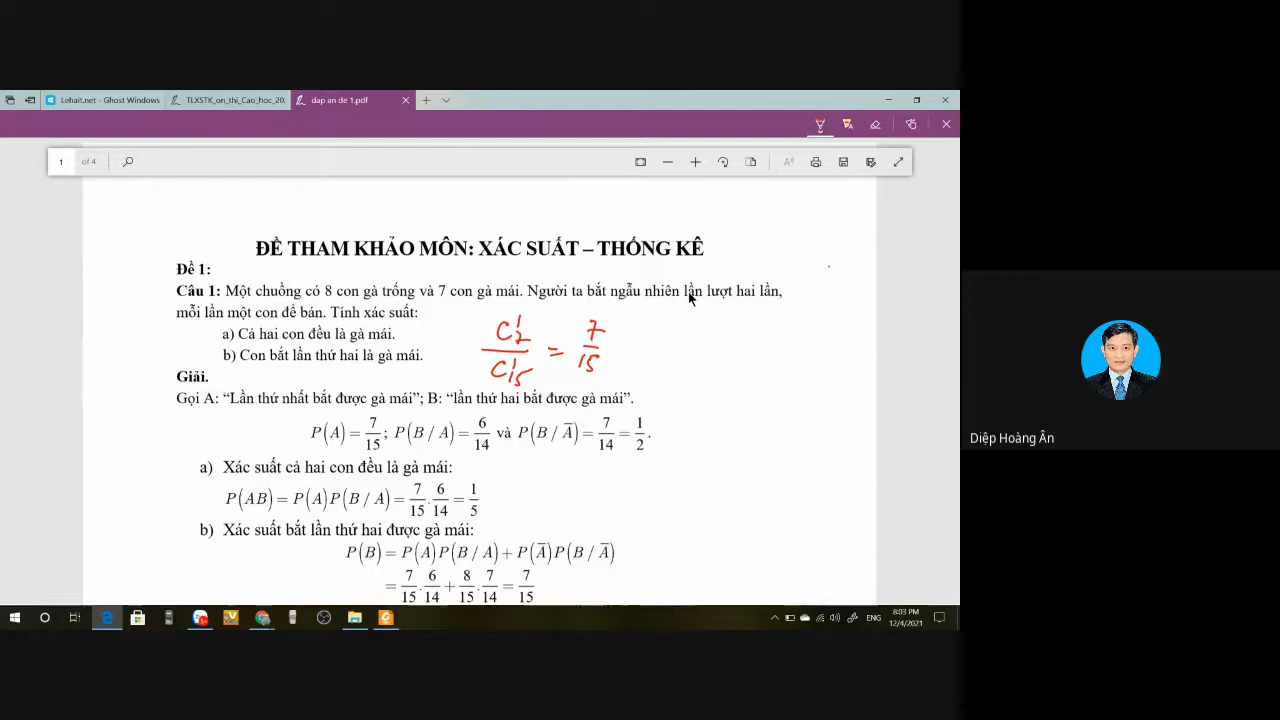 Lehait.net - Ghost Windows
TLXSTK_on_thi_Cao_hoc_20
dap an de 1.pdf
1 of 4
ĐỀ THAM KHẢO MÔN: XÁC SUẤT – THỐNG KÊ
Đề 1:
Câu 1: Một chuồng có 8 con gà trống và 7 con gà mái. Người ta bắt ngẫu nhiên lần lượt hai lần,
mỗi lần một con để bán. Tính xác suất:
a) Cả hai con đều là gà mái.
b) Con bắt lần thứ hai là gà mái.
C¹₂ / C¹₁₅ = 7/15
Giải.
Gọi A: “Lần thứ nhất bắt được gà mái”; B: “lần thứ hai bắt được gà mái”.
P(A) = 7/15; P(B / A) = 6/14 và P(B / A̅) = 7/14 = 1/2.
a) Xác suất cả hai con đều là gà mái:
P(AB) = P(A)P(B / A) = 7/15 . 6/14 = 1/5
b) Xác suất bắt lần thứ hai được gà mái:
P(B) = P(A)P(B / A) + P(A̅)P(B / A̅)
= 7/15 . 6/14 + 8/15 . 7/14 = 7/15
Diệp Hoàng Ân
ENG
8:03 PM
12/4/2021